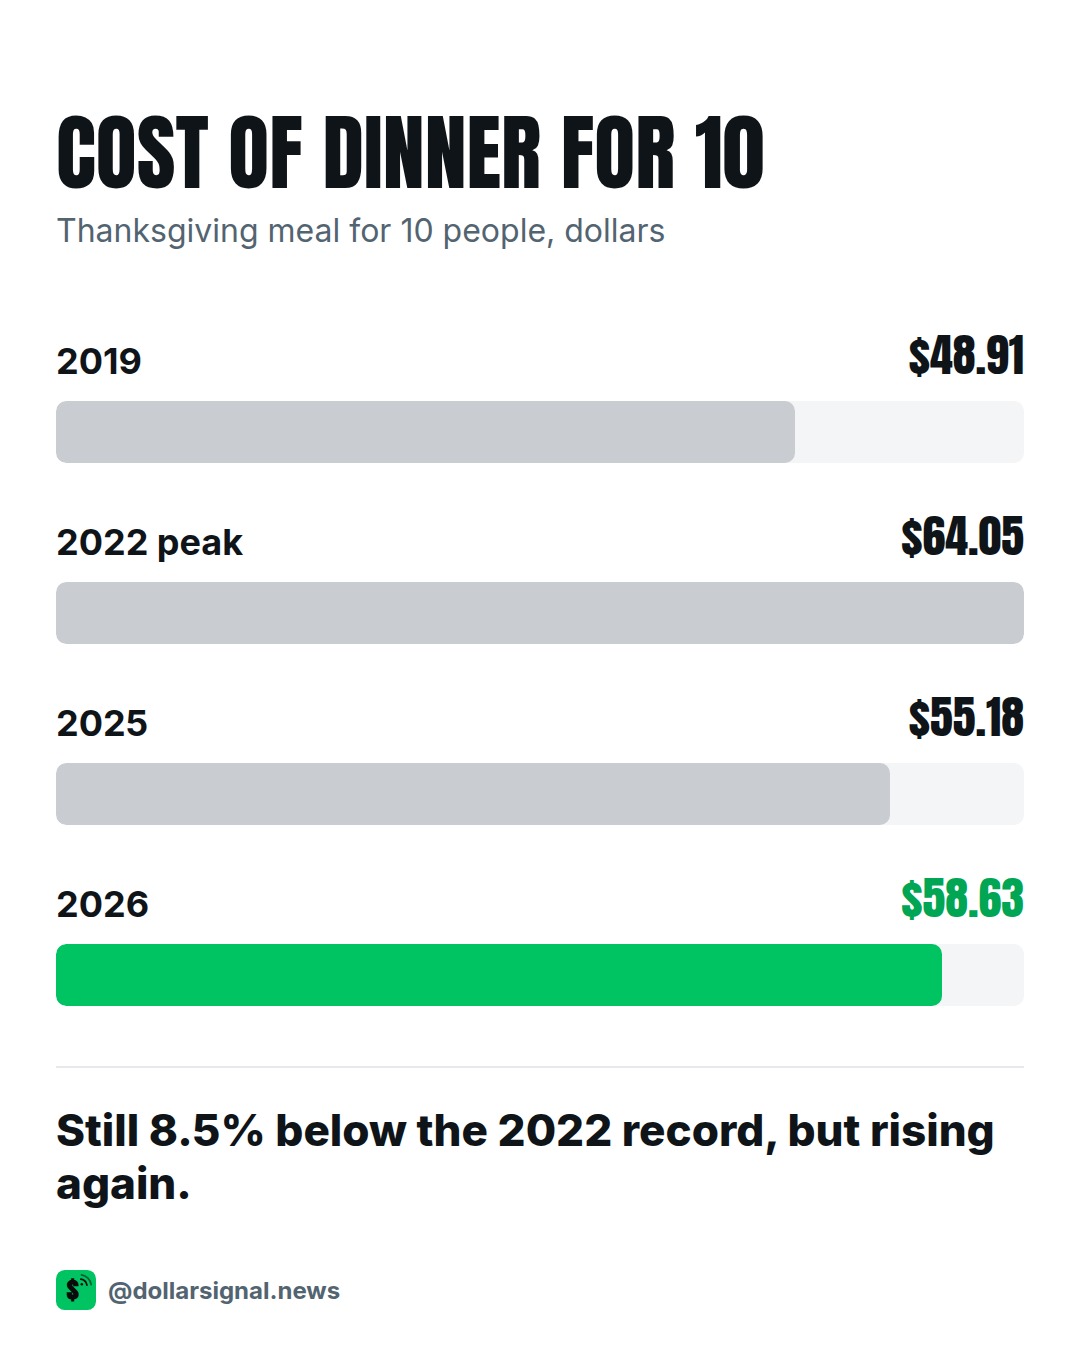 COST OF DINNER FOR 10
Thanksgiving meal for 10 people, dollars
2019 $48.91
2022 peak $64.05
2025 $55.18
2026 $58.63
Still 8.5% below the 2022 record, but rising
again.
$ @dollarsignal.news